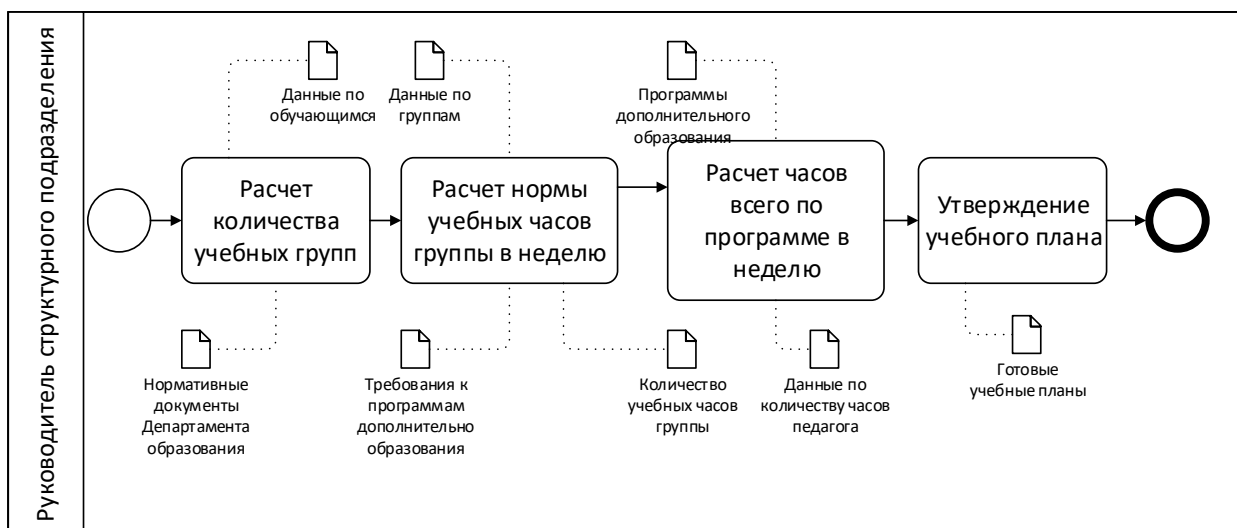 Руководитель структурного подразделения
Данные по
обучающимся
Данные по
группам
Программы
дополнительного
образования
Расчет
количества
учебных групп
Расчет нормы
учебных часов
группы в неделю
Расчет часов
всего по
программе в
неделю
Утверждение
учебного плана
Нормативные
документы
Департамента
образования
Требования к
программам
дополнительно
образования
Количество
учебных часов
группы
Данные по
количеству часов
педагога
Готовые
учебные планы